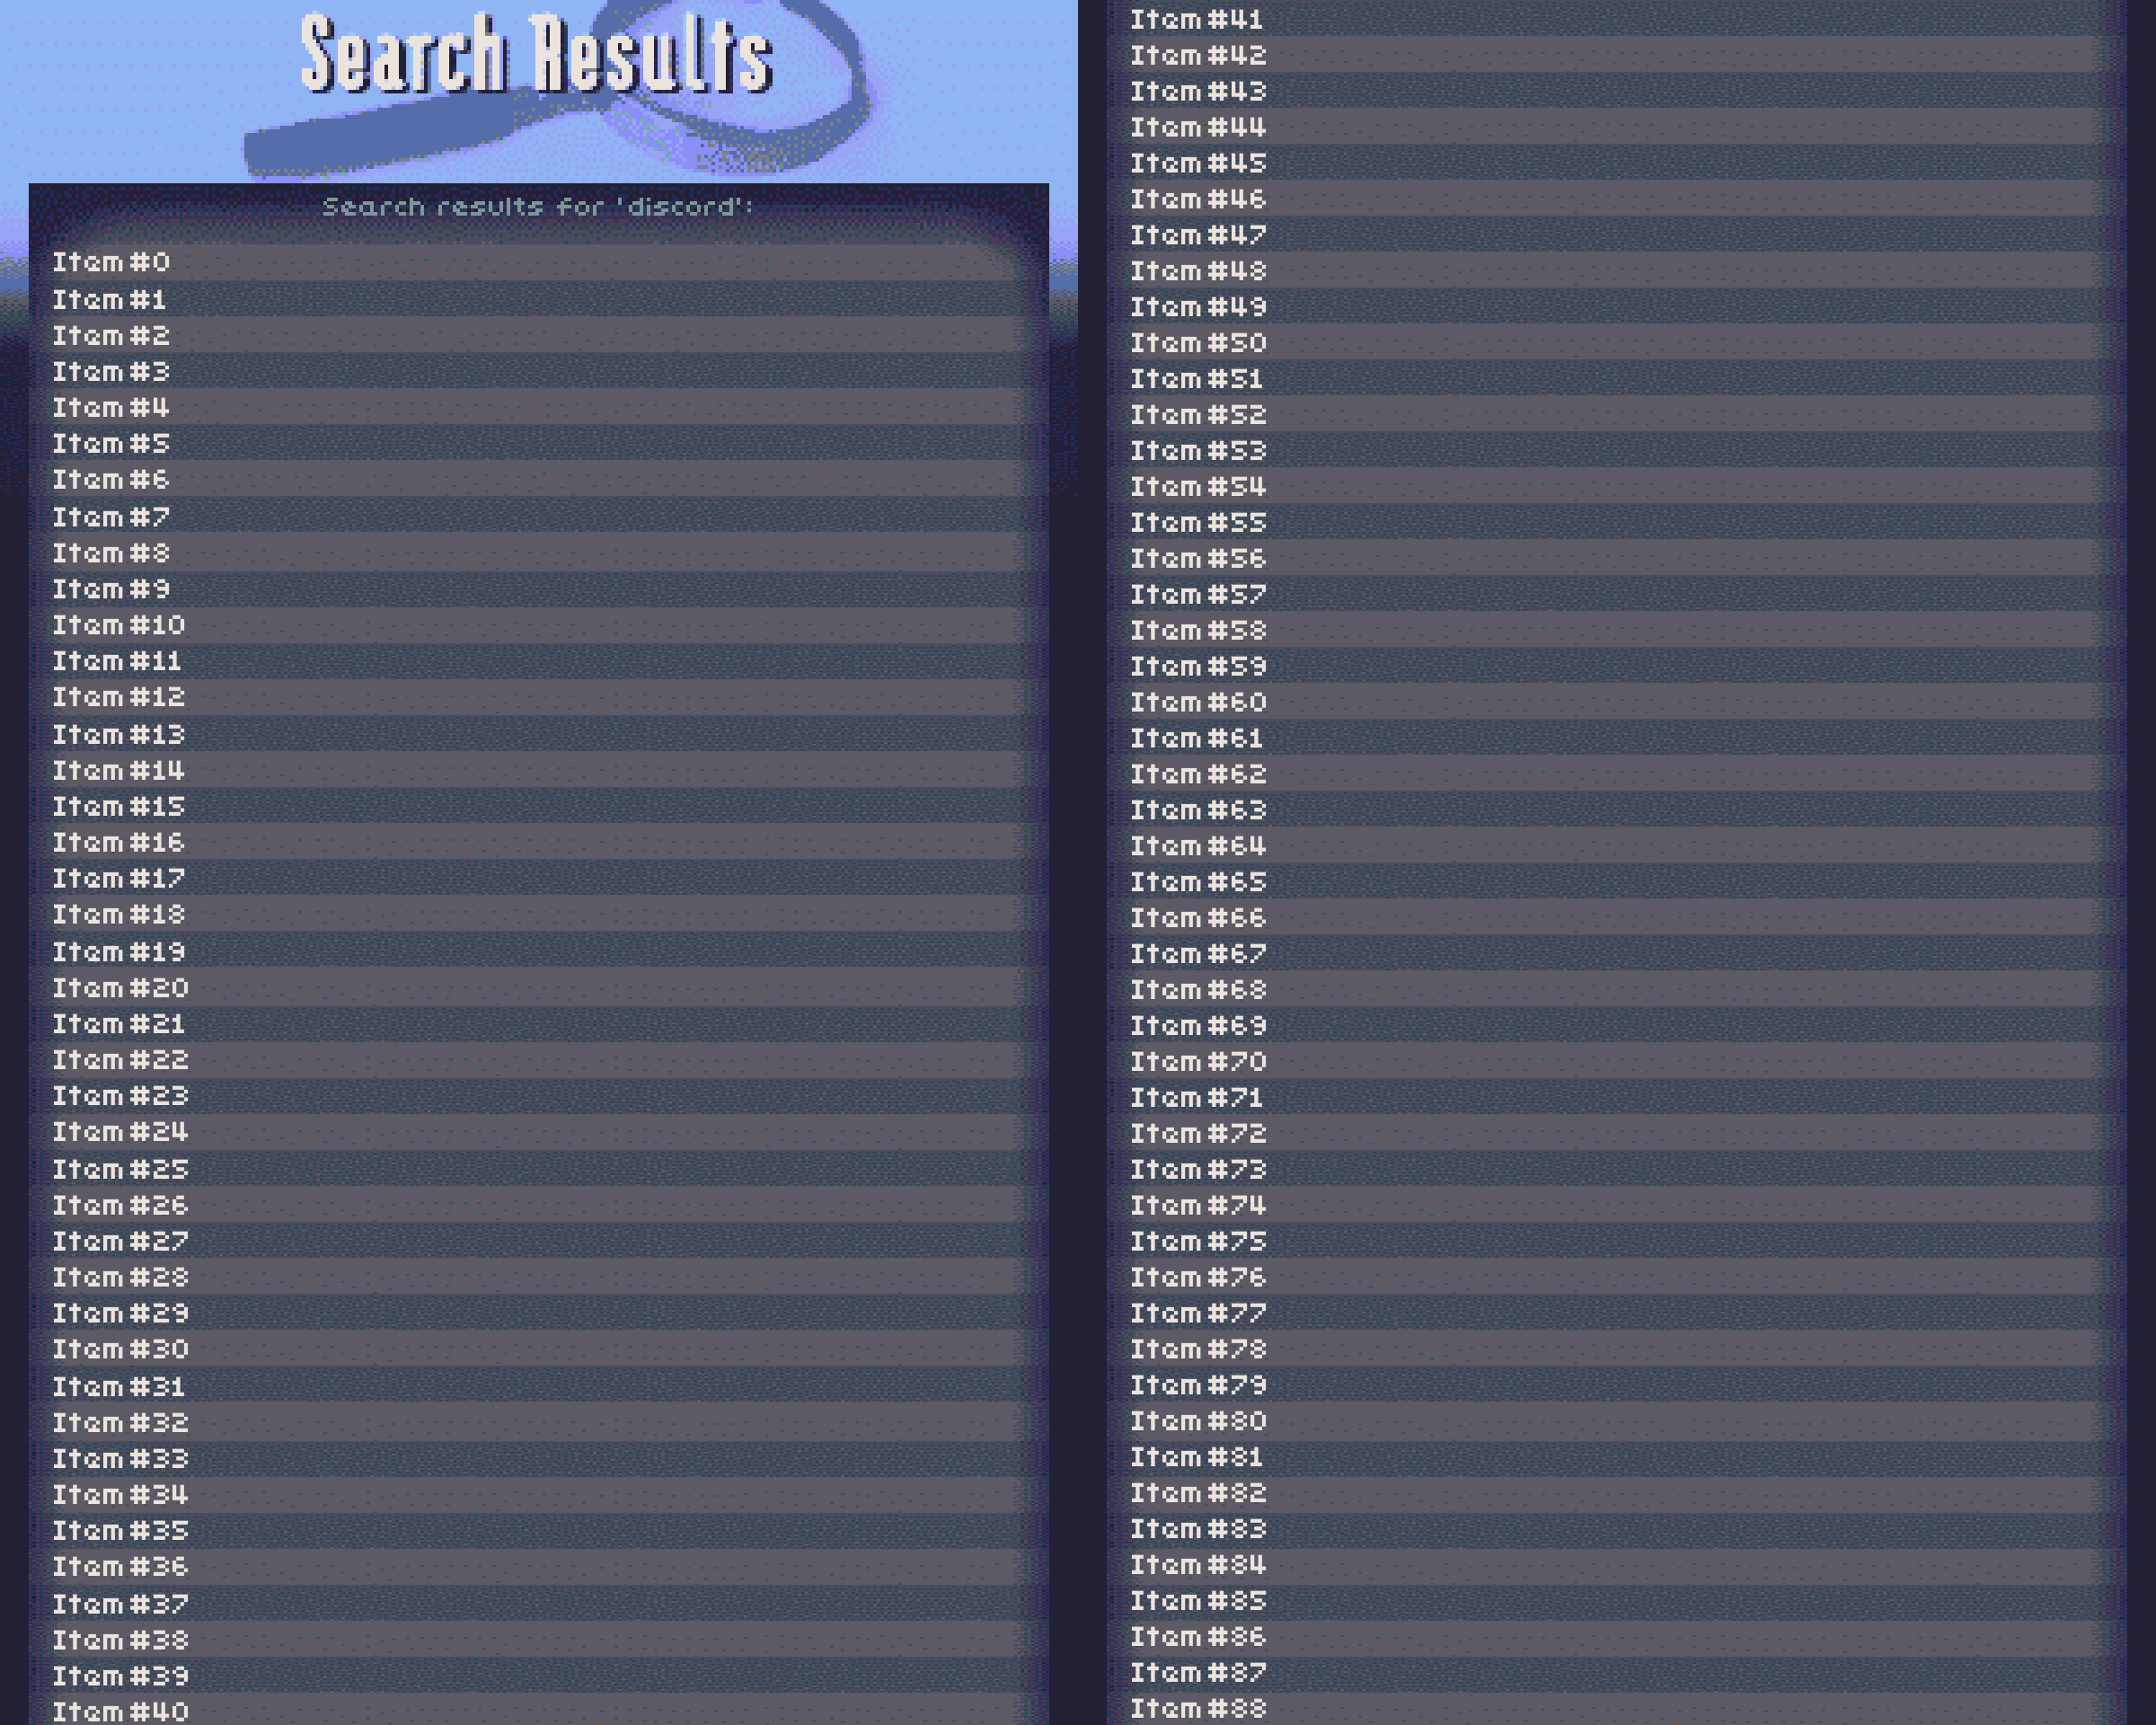 Search Results
Search results for 'discord':
Item #0
Item #1
Item #2
Item #3
Item #4
Item #5
Item #6
Item #7
Item #8
Item #9
Item #10
Item #11
Item #12
Item #13
Item #14
Item #15
Item #16
Item #17
Item #18
Item #19
Item #20
Item #21
Item #22
Item #23
Item #24
Item #25
Item #26
Item #27
Item #28
Item #29
Item #30
Item #31
Item #32
Item #33
Item #34
Item #35
Item #36
Item #37
Item #38
Item #39
Item #40
Item #41
Item #42
Item #43
Item #44
Item #45
Item #46
Item #47
Item #48
Item #49
Item #50
Item #51
Item #52
Item #53
Item #54
Item #55
Item #56
Item #57
Item #58
Item #59
Item #60
Item #61
Item #62
Item #63
Item #64
Item #65
Item #66
Item #67
Item #68
Item #69
Item #70
Item #71
Item #72
Item #73
Item #74
Item #75
Item #76
Item #77
Item #78
Item #79
Item #80
Item #81
Item #82
Item #83
Item #84
Item #85
Item #86
Item #87
Item #88